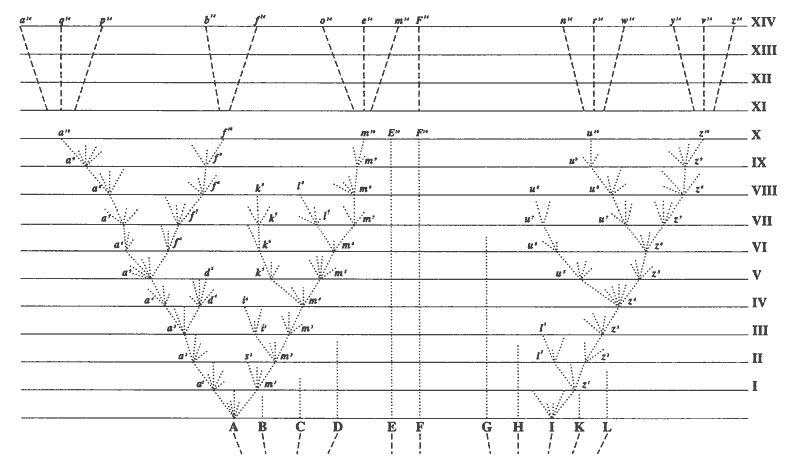 a¹⁴ q¹⁴ p¹⁴ b¹⁴ f¹⁴ o¹⁴ e¹⁴ m¹⁴ F¹⁴ n¹⁴ r¹⁴ w¹⁴ y¹⁴ v¹⁴ z¹⁴ XIV
XIII
XII
XI
a¹⁰ f¹⁰ m¹⁰ E¹⁰ F¹⁰ u¹⁰ z¹⁰ X
a⁹ f⁹ m⁹ u⁹ z⁹ IX
a⁸ f⁸ k⁸ l⁸ m⁸ u⁸ u⁸ z⁸ VIII
a⁷ f⁷ k⁷ l⁷ m⁷ u⁷ u⁷ z⁷ VII
a⁶ f⁶ k⁶ m⁶ u⁶ z⁶ VI
a⁵ d⁵ k⁵ m⁵ u⁵ z⁵ V
a⁴ d⁴ i⁴ m⁴ z⁴ IV
a³ i³ m³ l³ z³ III
a² s² m² l² z² II
a¹ m¹ z¹ I
A B C D E F G H I K L